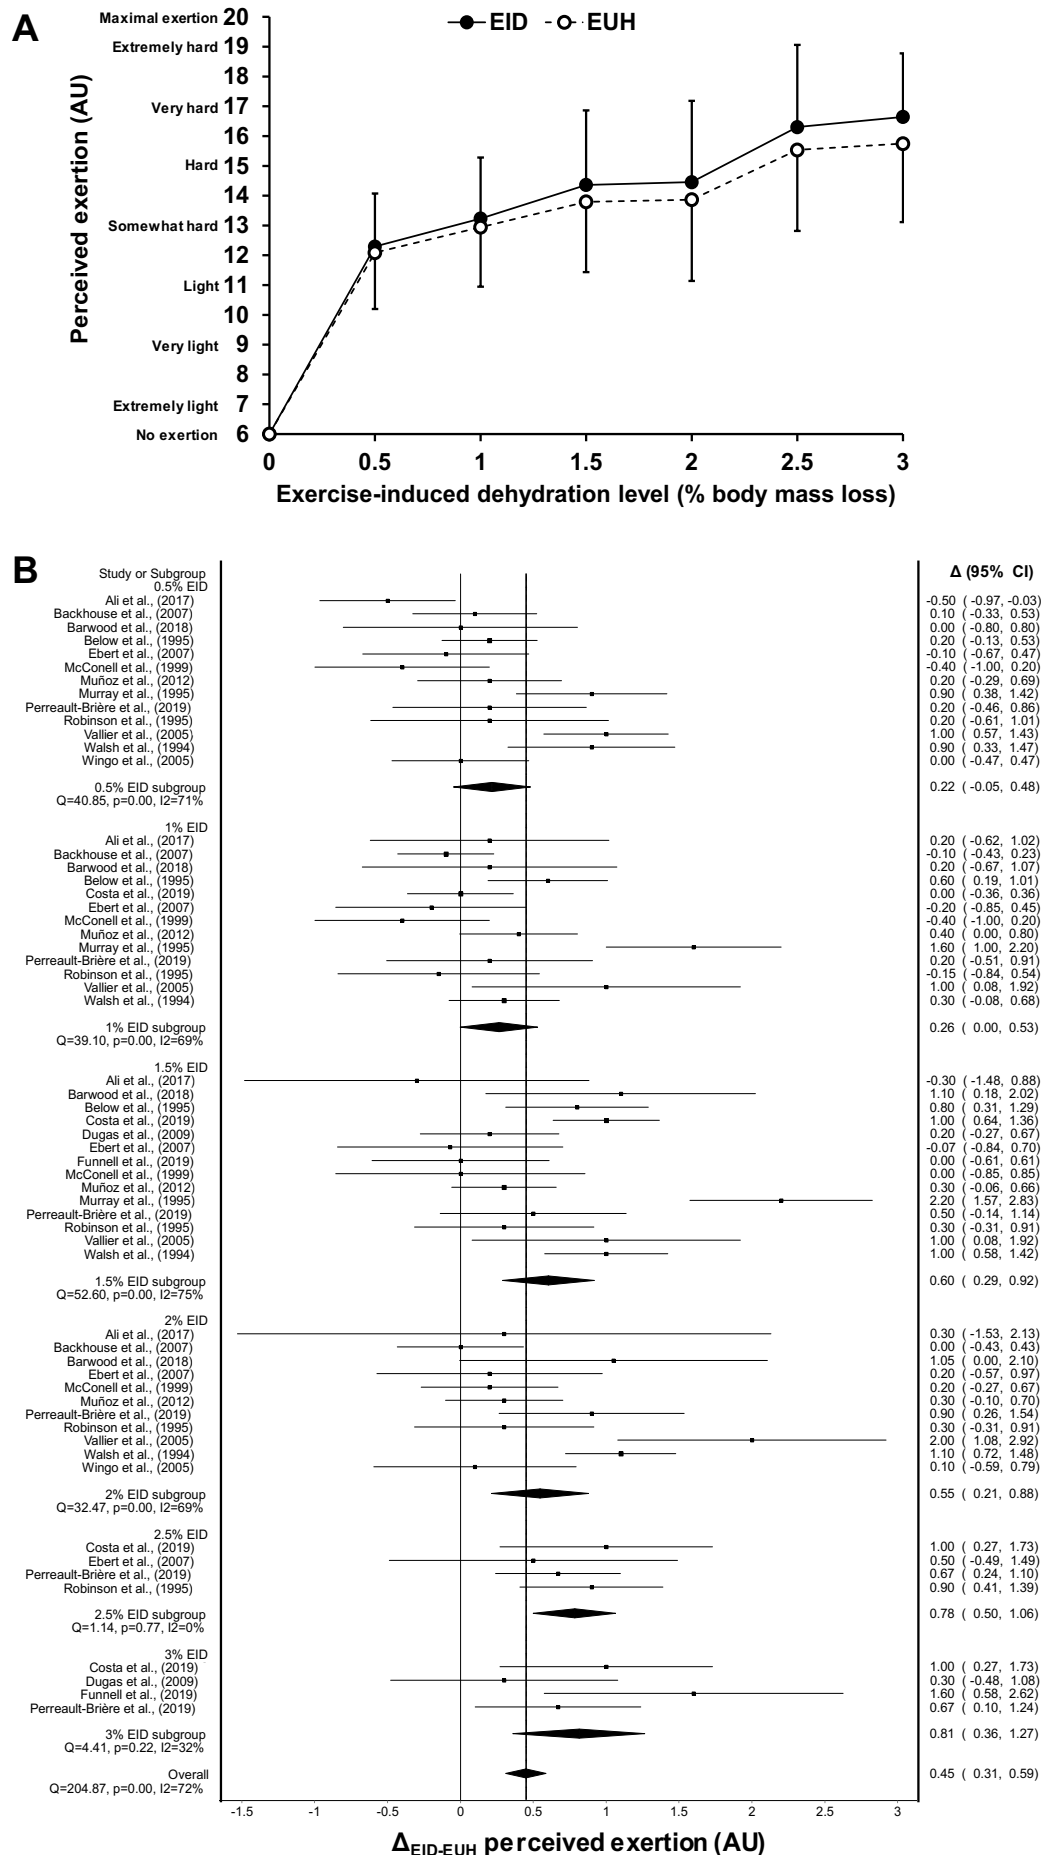 A
EID EUH
Perceived exertion (AU)
Maximal exertion 20
Extremely hard 19
18
Very hard 17
16
Hard 15
14
Somewhat hard 13
12
Light 11
10
Very light 9
8
Extremely light 7
No exertion 6
0 0.5 1 1.5 2 2.5 3
Exercise-induced dehydration level (% body mass loss)
B
Study or Subgroup Δ (95% CI)
0.5% EID
Ali et al., (2017) -0.50 (-0.97, -0.03)
Backhouse et al., (2007) 0.10 (-0.33, 0.53)
Barwood et al., (2018) 0.00 (-0.80, 0.80)
Below et al., (1995) 0.20 (-0.13, 0.53)
Ebert et al., (2007) -0.10 (-0.67, 0.47)
McConell et al., (1999) -0.40 (-1.00, 0.20)
Muñoz et al., (2012) 0.20 (-0.29, 0.69)
Murray et al., (1995) 0.90 ( 0.38, 1.42)
Perreault-Brière et al., (2019) 0.20 (-0.46, 0.86)
Robinson et al., (1995) 0.20 (-0.61, 1.01)
Vallier et al., (2005) 1.00 ( 0.57, 1.43)
Walsh et al., (1994) 0.90 ( 0.33, 1.47)
Wingo et al., (2005) 0.00 (-0.47, 0.47)
0.5% EID subgroup 0.22 (-0.05, 0.48)
Q=40.85, p=0.00, I2=71%
1% EID
Ali et al., (2017) 0.20 (-0.62, 1.02)
Backhouse et al., (2007) -0.10 (-0.43, 0.23)
Barwood et al., (2018) 0.20 (-0.67, 1.07)
Below et al., (1995) 0.60 ( 0.19, 1.01)
Costa et al., (2019) 0.00 (-0.36, 0.36)
Ebert et al., (2007) -0.20 (-0.85, 0.45)
McConell et al., (1999) -0.40 (-1.00, 0.20)
Muñoz et al., (2012) 0.40 ( 0.00, 0.80)
Murray et al., (1995) 1.60 ( 1.00, 2.20)
Perreault-Brière et al., (2019) 0.20 (-0.51, 0.91)
Robinson et al., (1995) -0.15 (-0.84, 0.54)
Vallier et al., (2005) 1.00 ( 0.08, 1.92)
Walsh et al., (1994) 0.30 (-0.08, 0.68)
1% EID subgroup 0.26 ( 0.00, 0.53)
Q=39.10, p=0.00, I2=69%
1.5% EID
Ali et al., (2017) -0.30 (-1.48, 0.88)
Barwood et al., (2018) 1.10 ( 0.18, 2.02)
Below et al., (1995) 0.80 ( 0.31, 1.29)
Costa et al., (2019) 1.00 ( 0.64, 1.36)
Dugas et al., (2009) 0.20 (-0.27, 0.67)
Ebert et al., (2007) -0.07 (-0.84, 0.70)
Funnell et al., (2019) 0.00 (-0.61, 0.61)
McConell et al., (1999) 0.00 (-0.85, 0.85)
Muñoz et al., (2012) 0.30 (-0.06, 0.66)
Murray et al., (1995) 2.20 ( 1.57, 2.83)
Perreault-Brière et al., (2019) 0.50 (-0.14, 1.14)
Robinson et al., (1995) 0.30 (-0.31, 0.91)
Vallier et al., (2005) 1.00 ( 0.08, 1.92)
Walsh et al., (1994) 1.00 ( 0.58, 1.42)
1.5% EID subgroup 0.60 ( 0.29, 0.92)
Q=52.60, p=0.00, I2=75%
2% EID
Ali et al., (2017) 0.30 (-1.53, 2.13)
Backhouse et al., (2007) 0.00 (-0.43, 0.43)
Barwood et al., (2018) 1.05 ( 0.00, 2.10)
Ebert et al., (2007) 0.20 (-0.57, 0.97)
McConell et al., (1999) 0.20 (-0.27, 0.67)
Muñoz et al., (2012) 0.30 (-0.10, 0.70)
Perreault-Brière et al., (2019) 0.90 ( 0.26, 1.54)
Robinson et al., (1995) 0.30 (-0.31, 0.91)
Vallier et al., (2005) 2.00 ( 1.08, 2.92)
Walsh et al., (1994) 1.10 ( 0.72, 1.48)
Wingo et al., (2005) 0.10 (-0.59, 0.79)
2% EID subgroup 0.55 ( 0.21, 0.88)
Q=32.47, p=0.00, I2=69%
2.5% EID
Costa et al., (2019) 1.00 ( 0.27, 1.73)
Ebert et al., (2007) 0.50 (-0.49, 1.49)
Perreault-Brière et al., (2019) 0.67 ( 0.24, 1.10)
Robinson et al., (1995) 0.90 ( 0.41, 1.39)
2.5% EID subgroup 0.78 ( 0.50, 1.06)
Q=1.14, p=0.77, I2=0%
3% EID
Costa et al., (2019) 1.00 ( 0.27, 1.73)
Dugas et al., (2009) 0.30 (-0.48, 1.08)
Funnell et al., (2019) 1.60 ( 0.58, 2.62)
Perreault-Brière et al., (2019) 0.67 ( 0.10, 1.24)
3% EID subgroup 0.81 ( 0.36, 1.27)
Q=4.41, p=0.22, I2=32%
Overall 0.45 ( 0.31, 0.59)
Q=204.87, p=0.00, I2=72%
-1.5 -1 -0.5 0 0.5 1 1.5 2 2.5 3
Δ EID-EUH perceived exertion (AU)